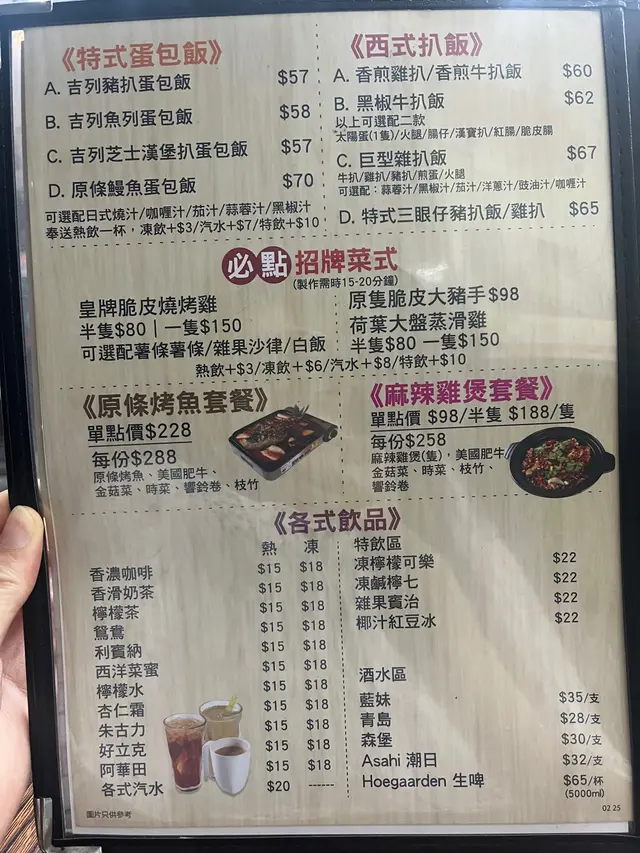 《特式蛋包飯》
A. 吉列豬扒蛋包飯 $57
B. 吉列魚列蛋包飯 $58
C. 吉列芝士漢堡扒蛋包飯 $57
D. 原條鰻魚蛋包飯 $70
可選配日式燒汁/咖喱汁/茄汁/蒜蓉汁/黑椒汁
奉送熱飲一杯，凍飲+$3/汽水+$7/特飲+$10
《西式扒飯》
A. 香煎雞扒/香煎牛扒飯 $60
B. 黑椒牛扒飯 $62
以上可選配二款
太陽蛋(1隻)/火腿/腸仔/漢寶扒/紅腸/脆皮腸
C. 巨型雜扒飯 $67
牛扒/雞扒/豬扒/煎蛋/火腿
可選配：蒜蓉汁/黑椒汁/茄汁/洋蔥汁/豉油汁/咖喱汁
D. 特式三眼仔豬扒飯/雞扒 $65
必點 招牌菜式
(製作需時15-20分鐘)
皇牌脆皮燒烤雞
半隻$80 | 一隻$150
可選配薯條薯條/雜果沙律/白飯
原隻脆皮大豬手$98
荷葉大盤蒸滑雞
半隻$80 一隻$150
熱飲+$3/凍飲+$6/汽水+$8/特飲+$10
《原條烤魚套餐》
單點價$228
每份$288
原條烤魚、美國肥牛、
金菇菜、時菜、響鈴卷、枝竹
《麻辣雞煲套餐》
單點價 $98/半隻 $188/隻
每份$258
麻辣雞煲(隻)，美國肥牛、
金菇菜、時菜、枝竹、
響鈴卷
《各式飲品》
熱 凍
香濃咖啡 $15 $18
香滑奶茶 $15 $18
檸檬茶 $15 $18
鴛鴦 $15 $18
利賓納 $15 $18
西洋菜蜜 $15 $18
檸檬水 $15 $18
杏仁霜 $15 $18
朱古力 $15 $18
好立克 $15 $18
阿華田 $15 $18
各式汽水 $20 ------
特飲區
凍檸檬可樂 $22
凍鹹檸七 $22
雜果賓治 $22
椰汁紅豆冰 $22
酒水區
藍妹 $35/支
青島 $28/支
森堡 $30/支
Asahi 潮日 $32/支
Hoegaarden 生啤 $65/杯
(5000ml)
圖片只供參考
02 25